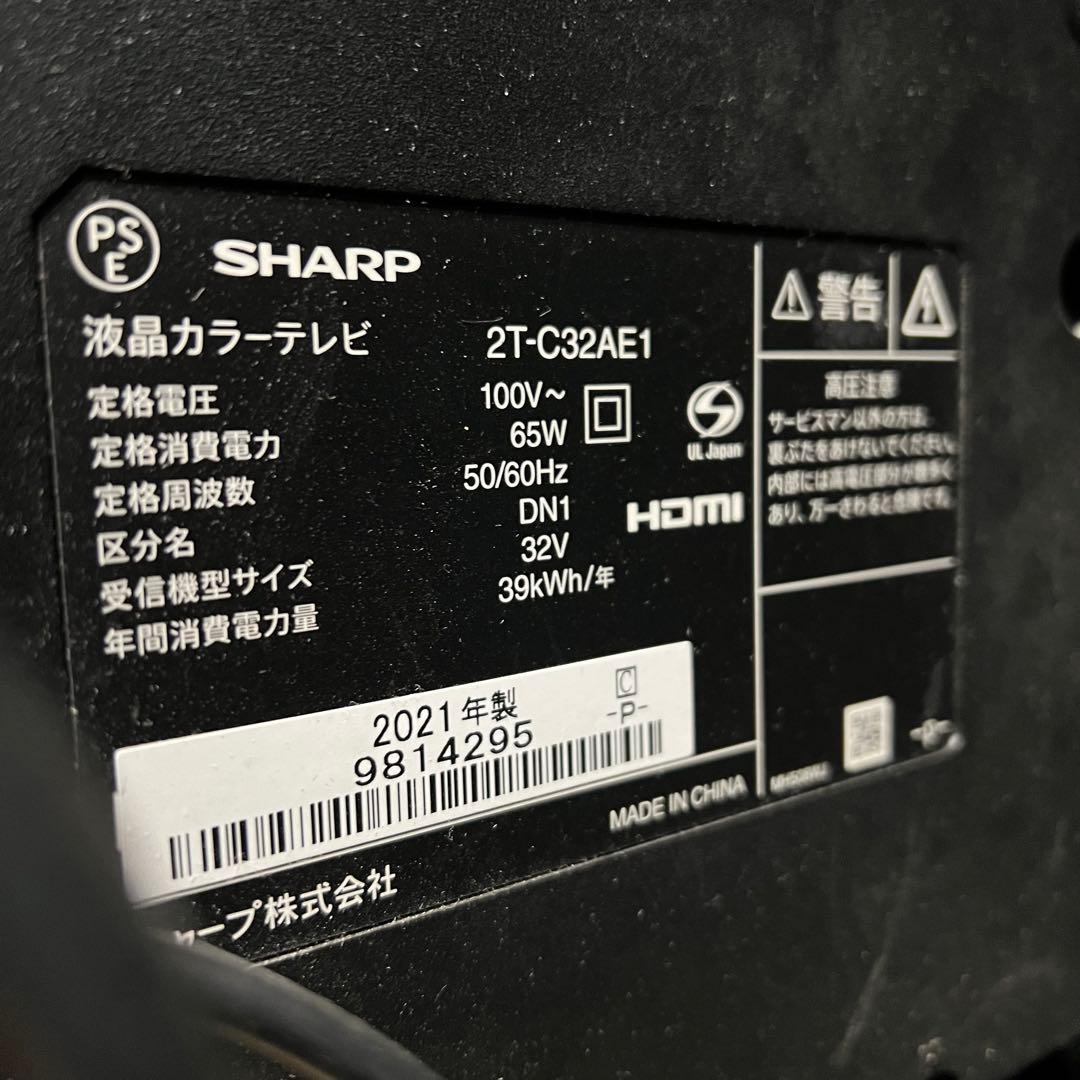 PSE
SHARP
液晶カラーテレビ 2T-C32AE1
定格電圧 100V~
定格消費電力 65W
定格周波数 50/60Hz
区分名 DN1
受信機型サイズ 32V
年間消費電力量 39kWh/年
UL Japan
HDMI
2021年製 C
9814295 -P-
MADE IN CHINA
ャープ株式会社
警告
高圧注意
サービスマン以外の方は、
裏ぶたをあけないでください。
内部には高電圧部分が数多く
あり、万一さわると危険です。